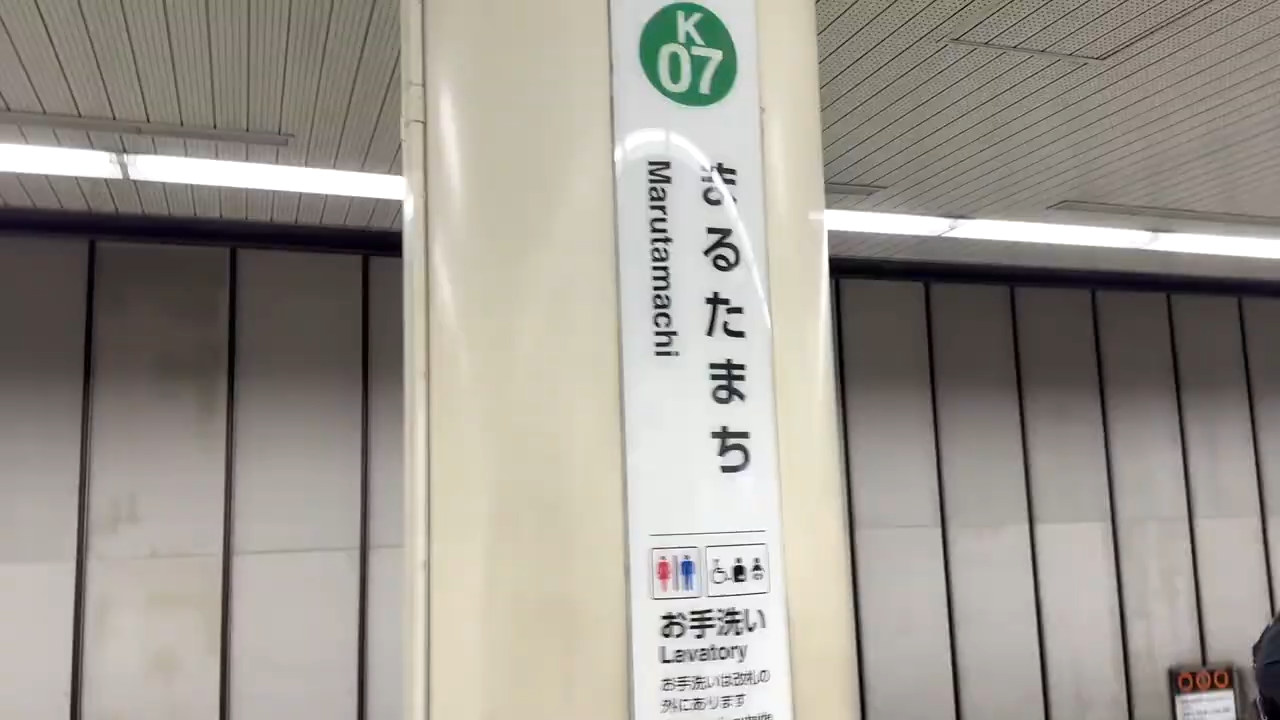 K
07
まるたまち
Marutamachi
お手洗い
Lavatory
お手洗いは改札の
外にあります